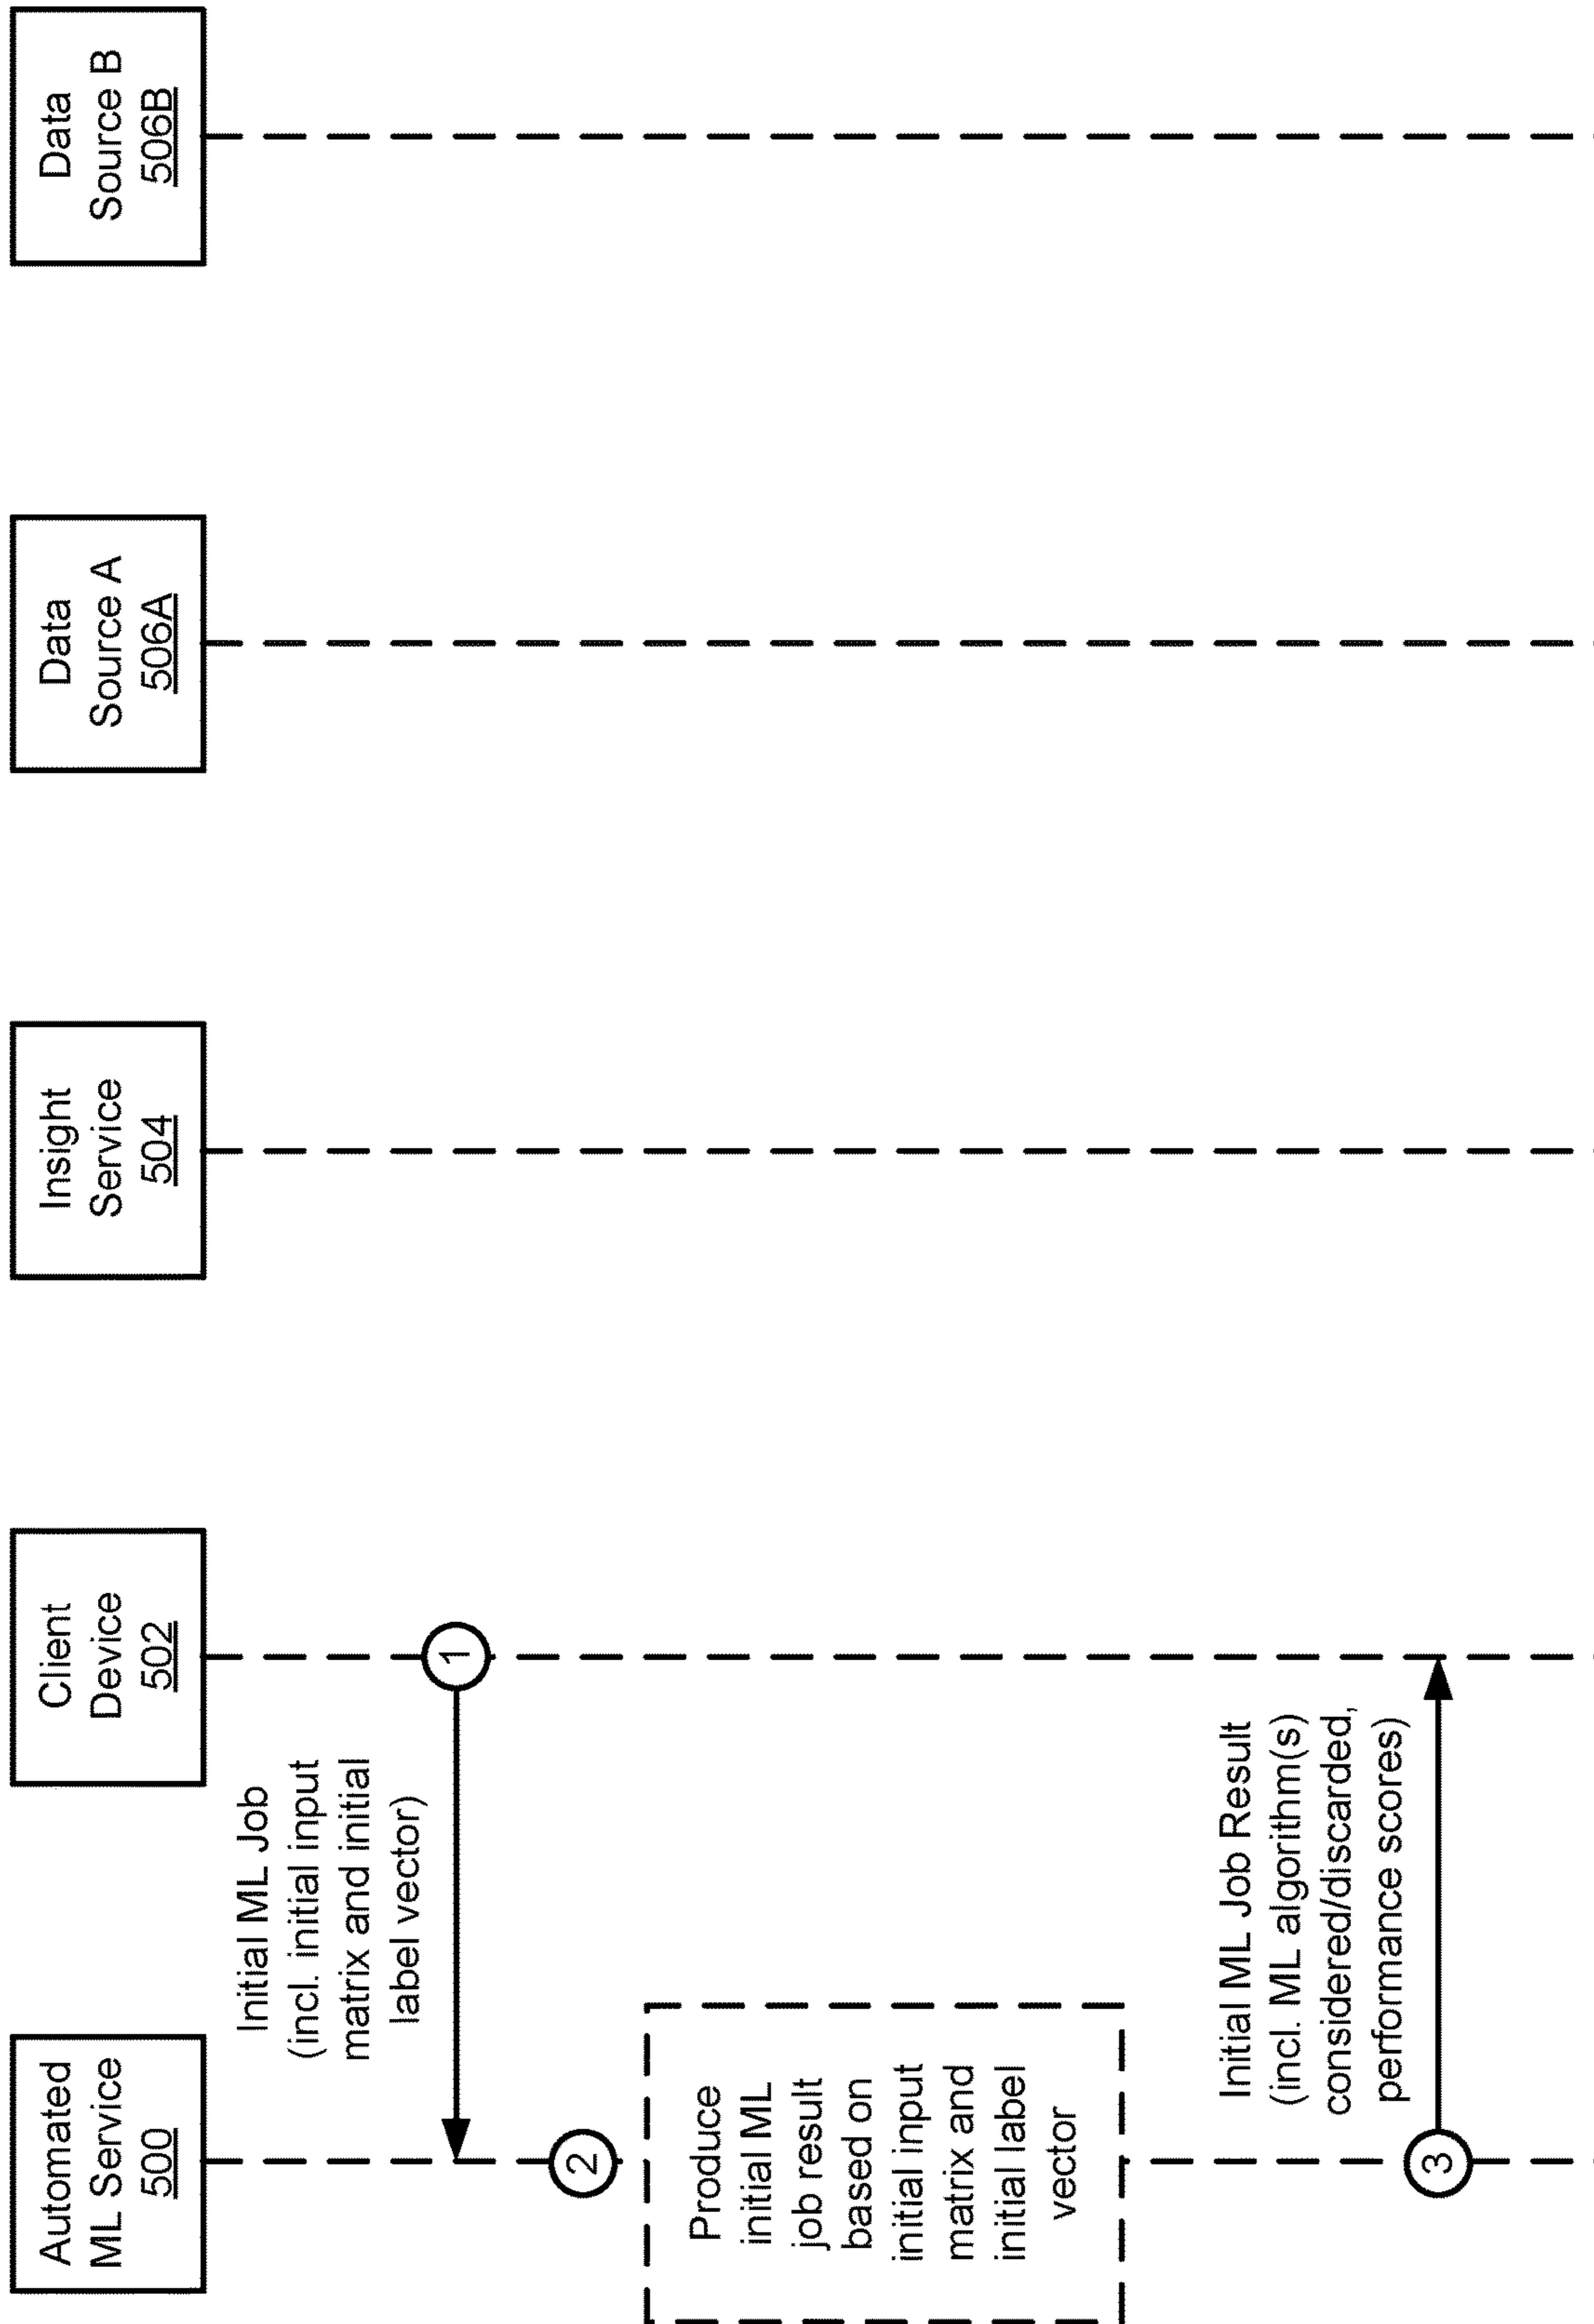 Automated
ML Service
500
Client
Device
502
Insight
Service
504
Data
Source A
506A
Data
Source B
506B
Initial ML Job
(incl. initial input
matrix and initial
label vector)
1
2
Produce
initial ML
job result
based on
initial input
matrix and
initial label
vector
Initial ML Job Result
(incl. ML algorithm(s)
considered/discarded,
performance scores)
3